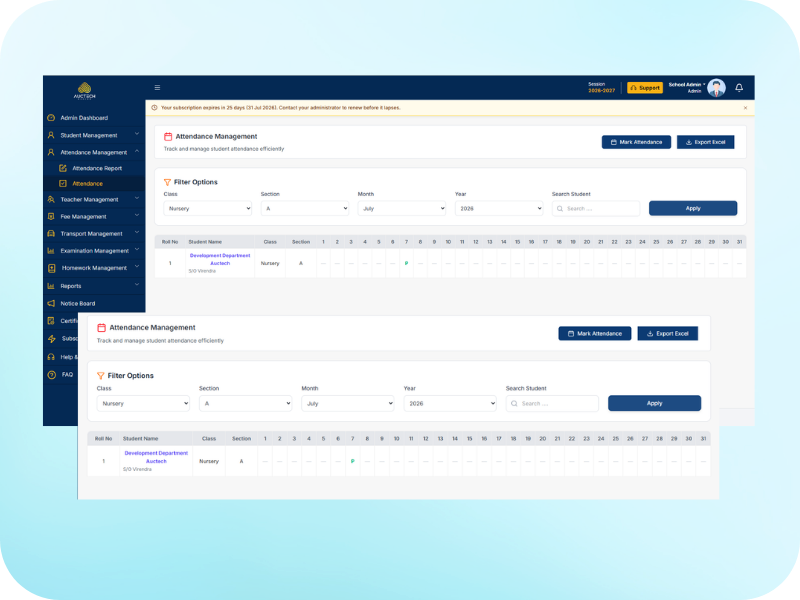 AUCTECH
Session
2026-2027
Support
School Admin
Admin
Your subscription expires in 25 days (31 Jul 2026). Contact your administrator to renew before it lapses.
×
Admin Dashboard
Student Management
Attendance Management
Attendance Report
Attendance
Teacher Management
Fee Management
Transport Management
Examination Management
Homework Management
Reports
Notice Board
Certifi
Subsc
Help &
FAQ
Attendance Management
Track and manage student attendance efficiently
Mark Attendance
Export Excel
Filter Options
Class Section Month Year Search Student
Nursery A July 2026 Search .... Apply
Roll No Student Name Class Section 1 2 3 4 5 6 7 8 9 10 11 12 13 14 15 16 17 18 19 20 21 22 23 24 25 26 27 28 29 30 31
Development Department
1 Auctech Nursery A — — — — — — P — — — — — — — — — — — — — — — — — — — — — — — —
S/O Virendra
Attendance Management
Track and manage student attendance efficiently
Mark Attendance
Export Excel
Filter Options
Class Section Month Year Search Student
Nursery A July 2026 Search .... Apply
Roll No Student Name Class Section 1 2 3 4 5 6 7 8 9 10 11 12 13 14 15 16 17 18 19 20 21 22 23 24 25 26 27 28 29 30 31
Development Department
1 Auctech Nursery A — — — — — — P — — — — — — — — — — — — — — — — — — — — — — — —
S/O Virendra